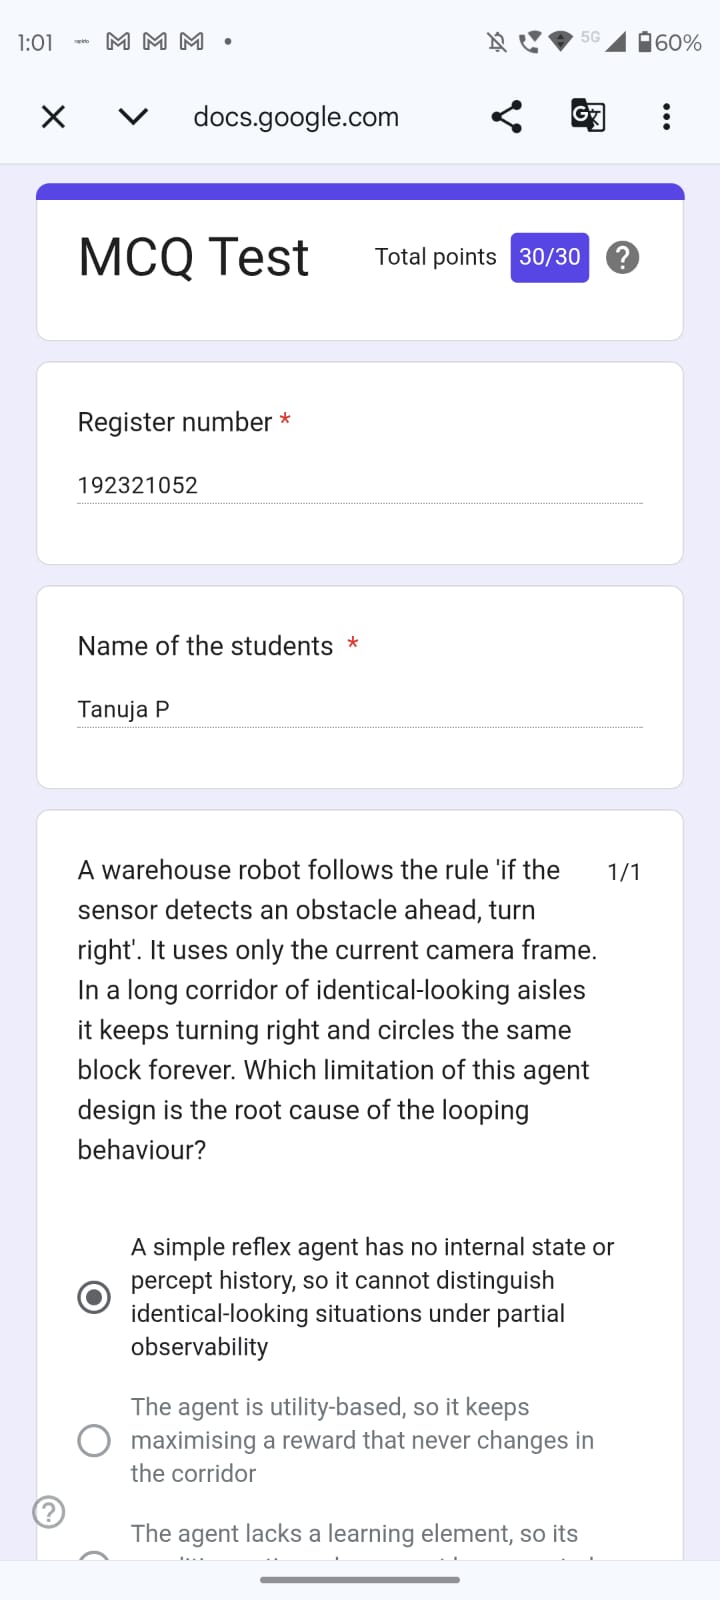 1:01
5G
60%
docs.google.com
MCQ Test
Total points 30/30
Register number *
192321052
Name of the students *
Tanuja P
A warehouse robot follows the rule 'if the 1/1
sensor detects an obstacle ahead, turn
right'. It uses only the current camera frame.
In a long corridor of identical-looking aisles
it keeps turning right and circles the same
block forever. Which limitation of this agent
design is the root cause of the looping
behaviour?
A simple reflex agent has no internal state or
percept history, so it cannot distinguish
identical-looking situations under partial
observability
The agent is utility-based, so it keeps
maximising a reward that never changes in
the corridor
The agent lacks a learning element, so its